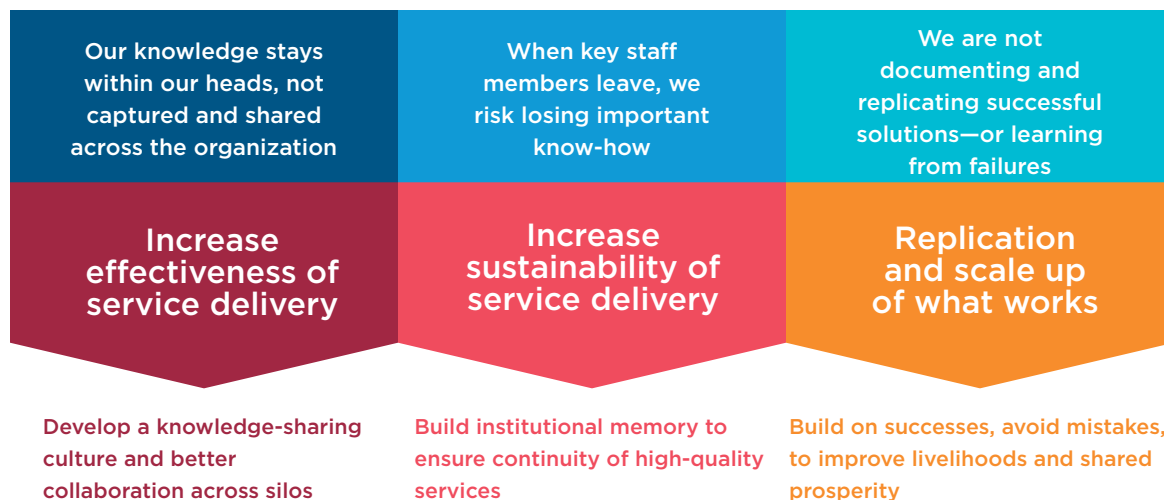 Our knowledge stays
within our heads, not
captured and shared
across the organization
When key staff
members leave, we
risk losing important
know-how
We are not
documenting and
replicating successful
solutions—or learning
from failures
Increase
effectiveness of
service delivery
Increase
sustainability of
service delivery
Replication
and scale up
of what works
Develop a knowledge-sharing
culture and better
collaboration across silos
Build institutional memory to
ensure continuity of high-quality
services
Build on successes, avoid mistakes,
to improve livelihoods and shared
prosperity